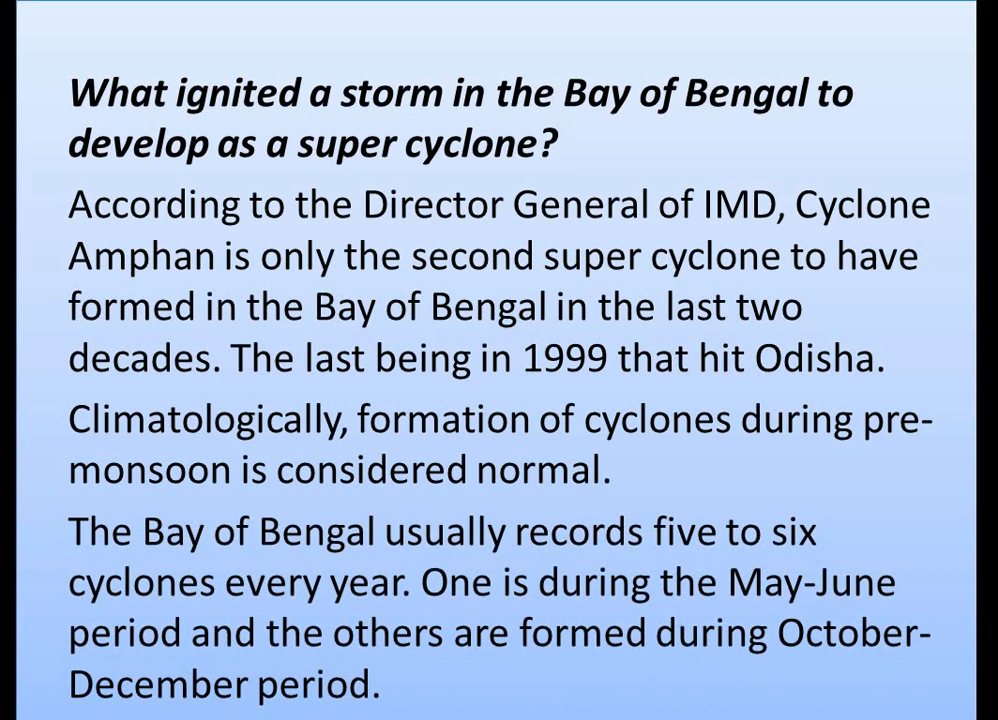 What ignited a storm in the Bay of Bengal to
develop as a super cyclone?
According to the Director General of IMD, Cyclone
Amphan is only the second super cyclone to have
formed in the Bay of Bengal in the last two
decades. The last being in 1999 that hit Odisha.
Climatologically, formation of cyclones during pre-
monsoon is considered normal.
The Bay of Bengal usually records five to six
cyclones every year. One is during the May-June
period and the others are formed during October-
December period.